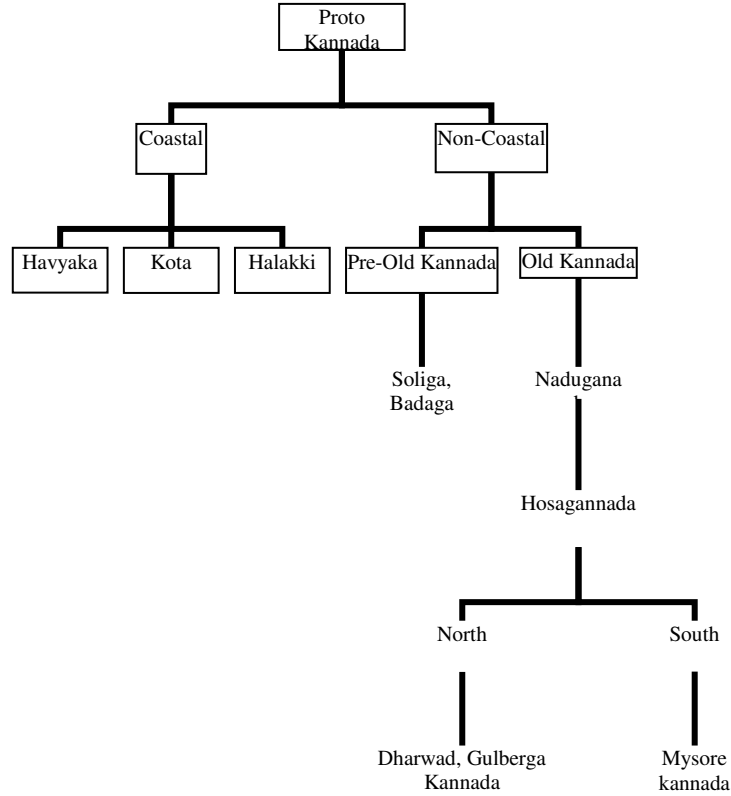 Proto
Kannada
Coastal
Non-Coastal
Havyaka
Kota
Halakki
Pre-Old Kannada
Old Kannada
Soliga,
Badaga
Nadugana
Hosagannada
North
South
Dharwad, Gulberga
Kannada
Mysore
kannada